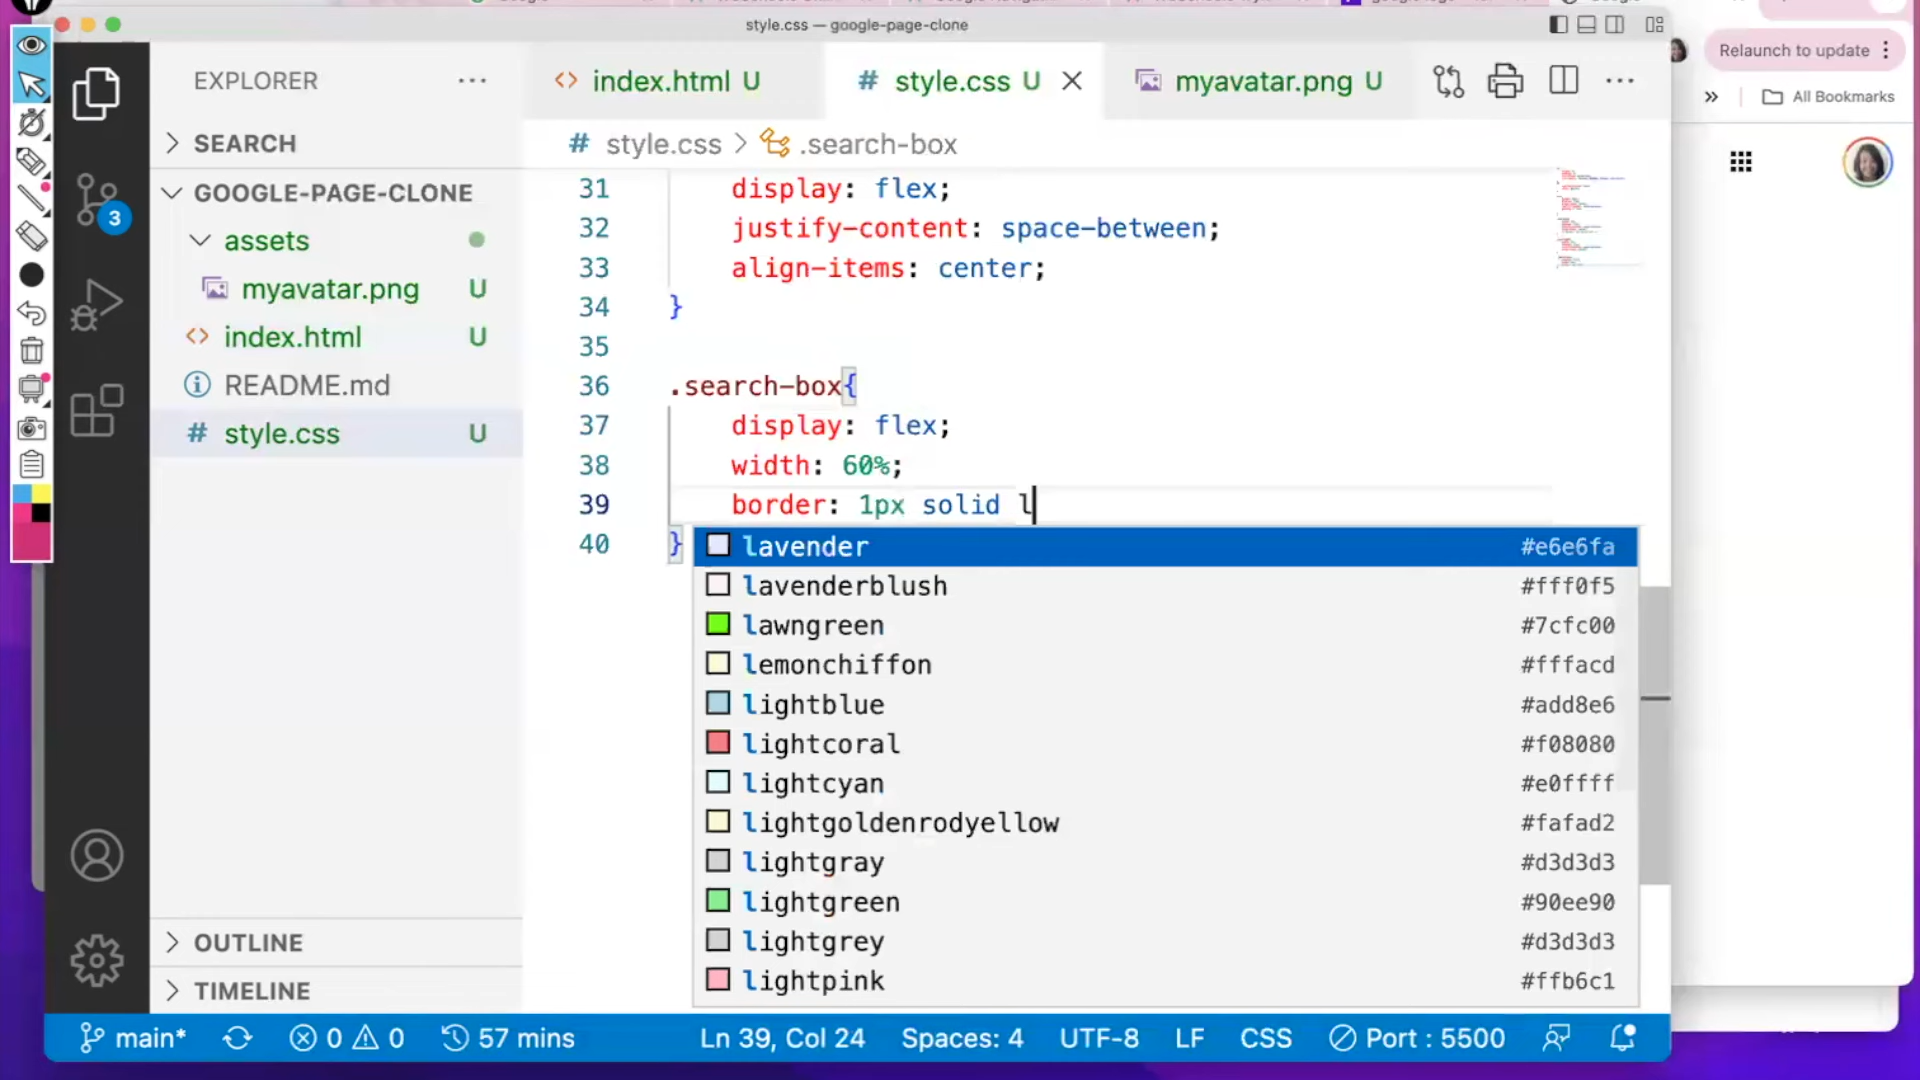 style.css — google-page-clone
Relaunch to update
All Bookmarks
EXPLORER
index.html U
# style.css U
myavatar.png U
SEARCH
# style.css > .search-box
GOOGLE-PAGE-CLONE
assets
myavatar.png U
index.html U
README.md
# style.css U
3
31 display: flex;
32 justify-content: space-between;
33 align-items: center;
34 }
35
36 .search-box{
37 display: flex;
38 width: 60%;
39 border: 1px solid l
40 }
lavender #e6e6fa
lavenderblush #fff0f5
lawngreen #7cfc00
lemonchiffon #fffacd
lightblue #add8e6
lightcoral #f08080
lightcyan #e0ffff
lightgoldenrodyellow #fafad2
lightgray #d3d3d3
lightgreen #90ee90
lightgrey #d3d3d3
lightpink #ffb6c1
OUTLINE
TIMELINE
main* 0 0 57 mins Ln 39, Col 24 Spaces: 4 UTF-8 LF CSS Port : 5500